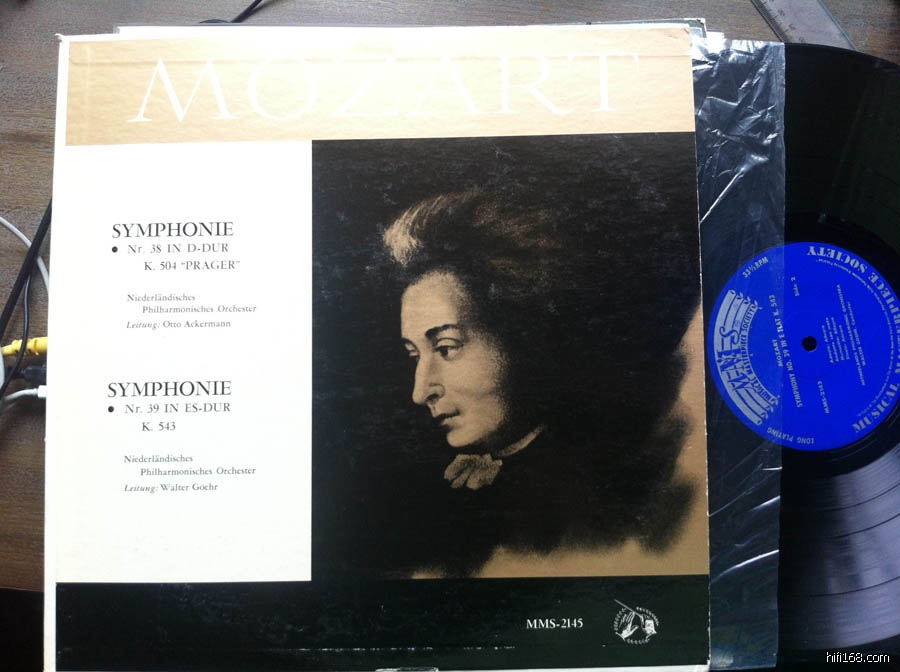 MOZART
SYMPHONIE
• Nr. 38 IN D-DUR
K. 504 "PRAGER"
Niederländisches
Philharmonisches Orchester
Leitung: Otto Ackermann
SYMPHONIE
• Nr. 39 IN ES-DUR
K. 543
Niederländisches
Philharmonisches Orchester
Leitung: Walter Goehr
MMS-2145
33⅓ RPM
MOZART
SYMPHONY NO. 39 IN E FLAT K. 543
Side 2
MMS-2145
LONG PLAYING
SOCIETY
MUSICAL
hifi168.com